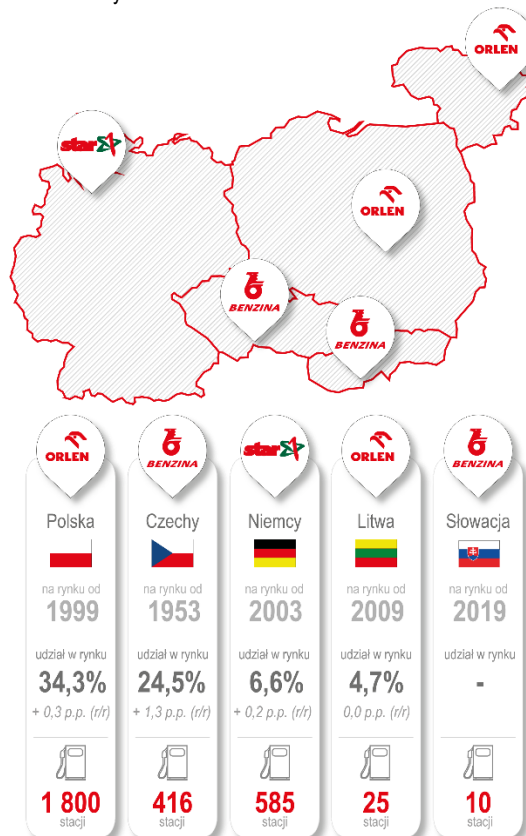 ORLEN
star
ORLEN
BENZINA
BENZINA
ORLEN
BENZINA
star
ORLEN
BENZINA
Polska
Czechy
Niemcy
Litwa
Słowacja
na rynku od
na rynku od
na rynku od
na rynku od
na rynku od
1999
1953
2003
2009
2019
udział w rynku
udział w rynku
udział w rynku
udział w rynku
udział w rynku
34,3%
24,5%
6,6%
4,7%
-
+ 0,3 p.p. (r/r)
+ 1,3 p.p. (r/r)
+ 0,2 p.p. (r/r)
0,0 p.p. (r/r)
1 800
416
585
25
10
stacji
stacji
stacji
stacji
stacji